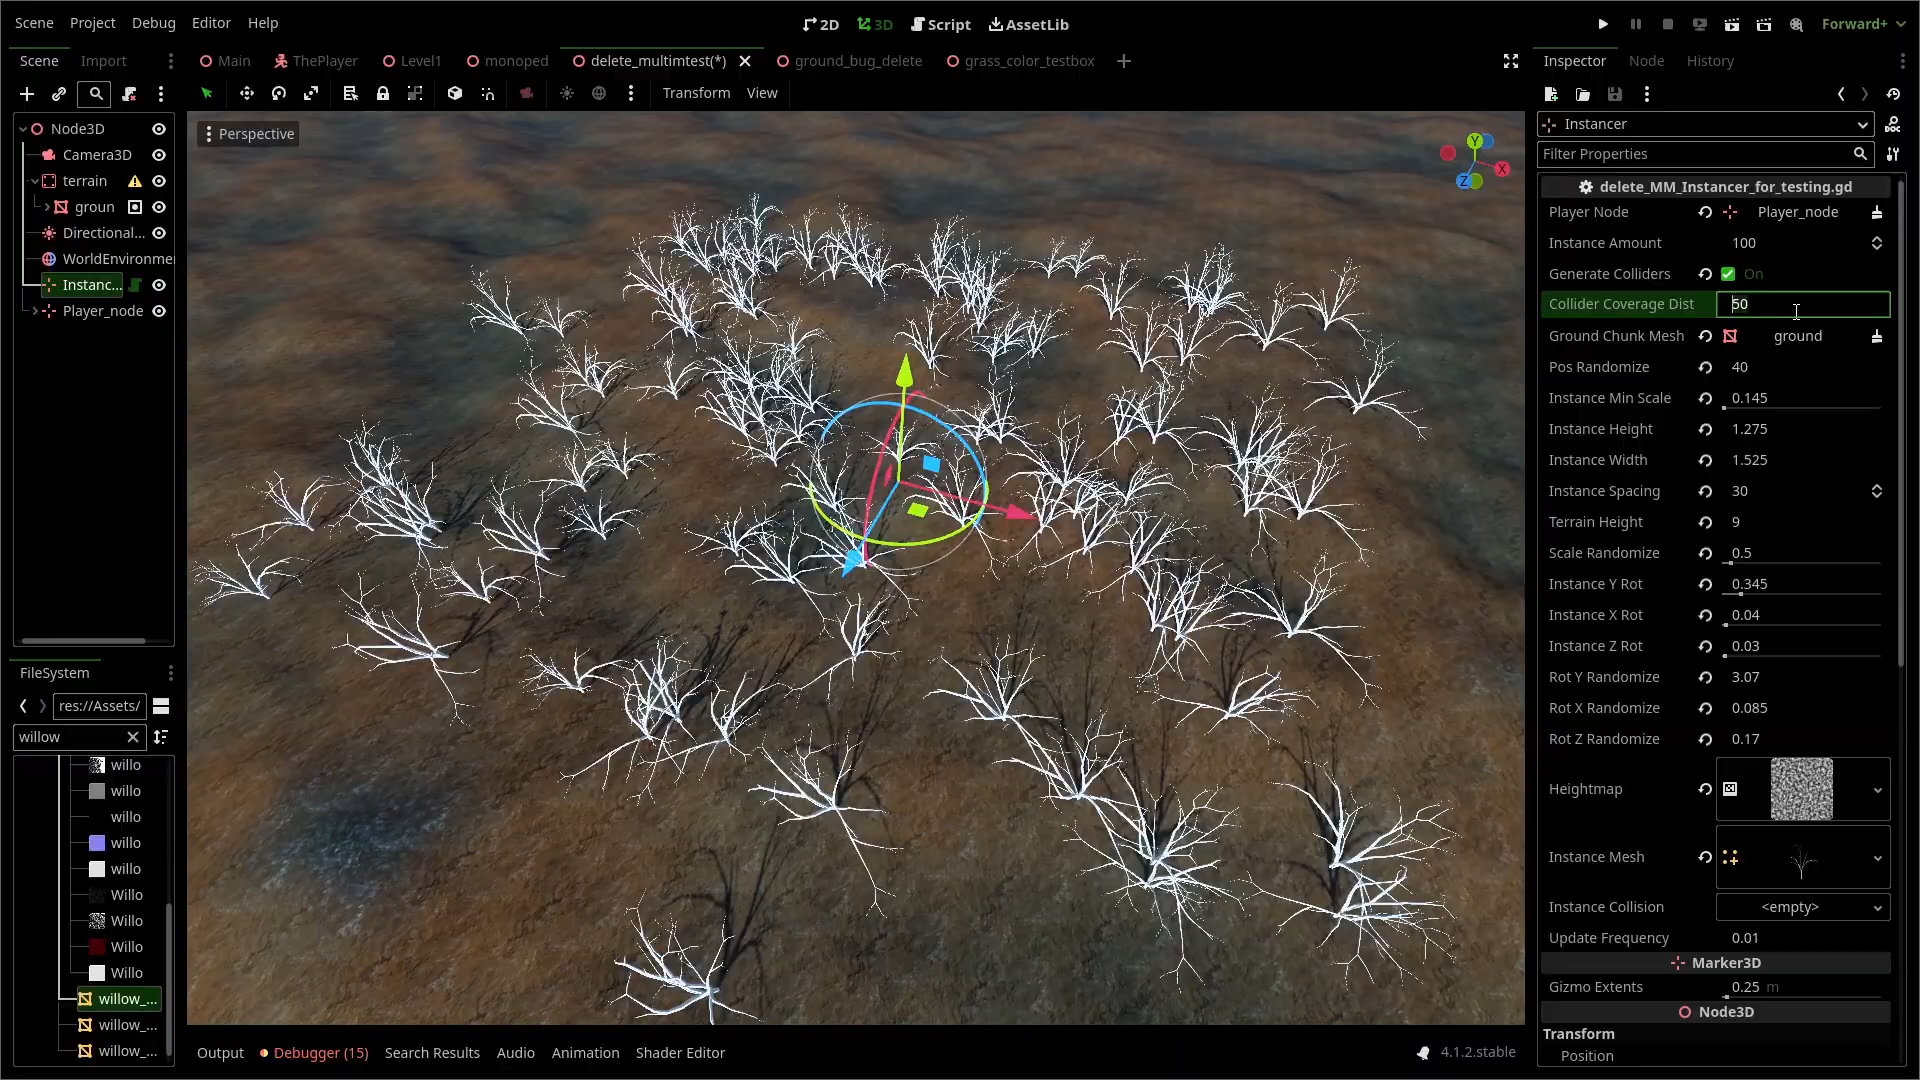 Scene Project Debug Editor Help
2D 3D Script AssetLib
Forward+
Scene Import
Main ThePlayer Level1 monoped delete_multimtest(*) ground_bug_delete grass_color_testbox
Inspector Node History
Transform View
Node3D
Camera3D
terrain
groun
Directional...
WorldEnvironme
Instanc...
Player_node
Perspective
Y
X
Z
FileSystem
res://Assets/
willow
willo
willo
willo
willo
willo
Willo
Willo
Willo
Willo
willow_...
willow_...
willow_...
Output Debugger (15) Search Results Audio Animation Shader Editor
4.1.2.stable
Instancer
Filter Properties
delete_MM_Instancer_for_testing.gd
Player Node Player_node
Instance Amount 100
Generate Colliders On
Collider Coverage Dist 50
Ground Chunk Mesh ground
Pos Randomize 40
Instance Min Scale 0.145
Instance Height 1.275
Instance Width 1.525
Instance Spacing 30
Terrain Height 9
Scale Randomize 0.5
Instance Y Rot 0.345
Instance X Rot 0.04
Instance Z Rot 0.03
Rot Y Randomize 3.07
Rot X Randomize 0.085
Rot Z Randomize 0.17
Heightmap
Instance Mesh
Instance Collision <empty>
Update Frequency 0.01
Marker3D
Gizmo Extents 0.25 m
Node3D
Transform
Position